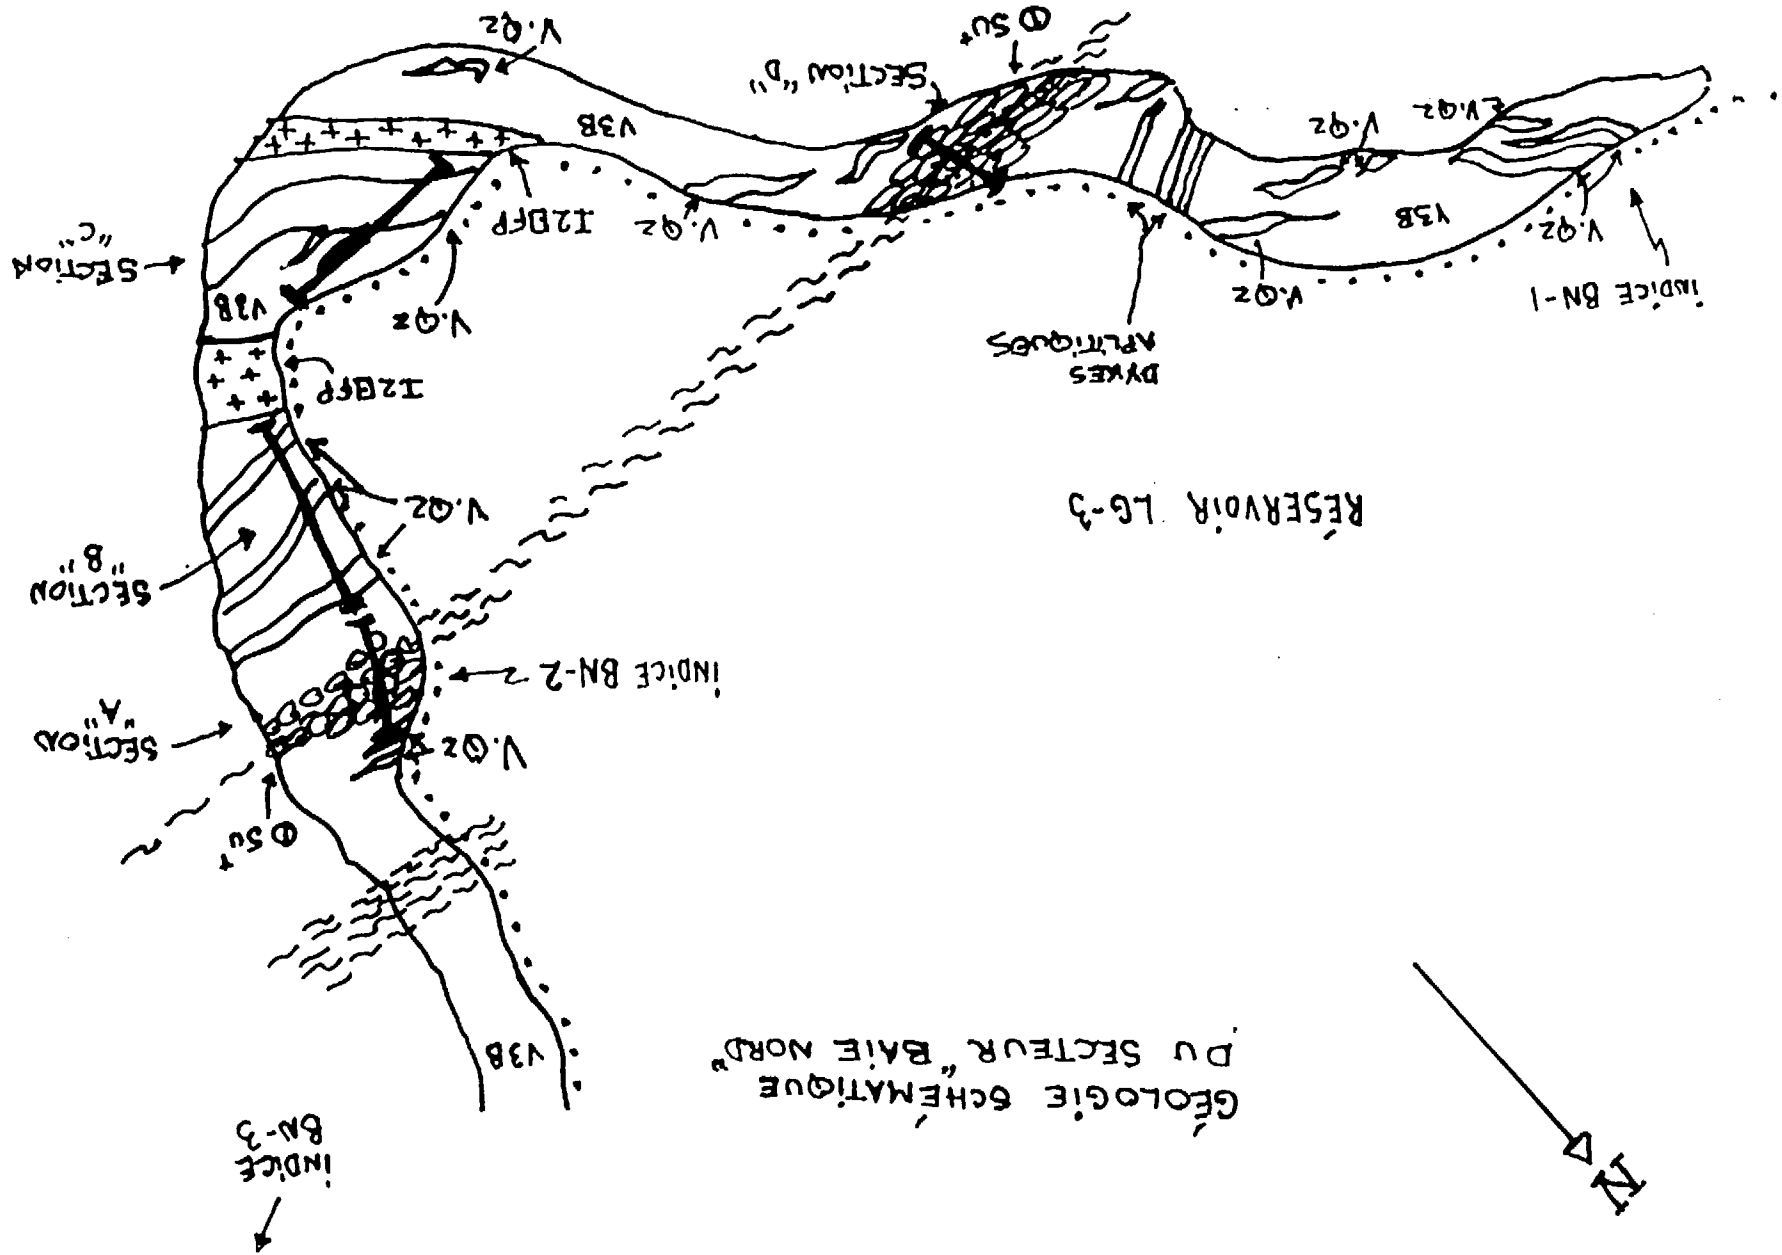 N
GÉOLOGIE SCHÉMATIQUE
DU SECTEUR "BAIE NORD"
INDICE
BN-3
V3B
① SU+
SECTION
"A"
V.Qz
INDICE BN-2
SECTION
"B"
V.Qz
RÉSERVOIR LG-3
I2BFP
DYKES
APLITIQUES
V3B
V.Qz
SECTION
"C"
INDICE BN-1
V.Qz
V.Qz
V3B
V.Qz
I2BFP
V.Qz
V.Qz
V3B
SECTION "D"
① SU+
V.Qz